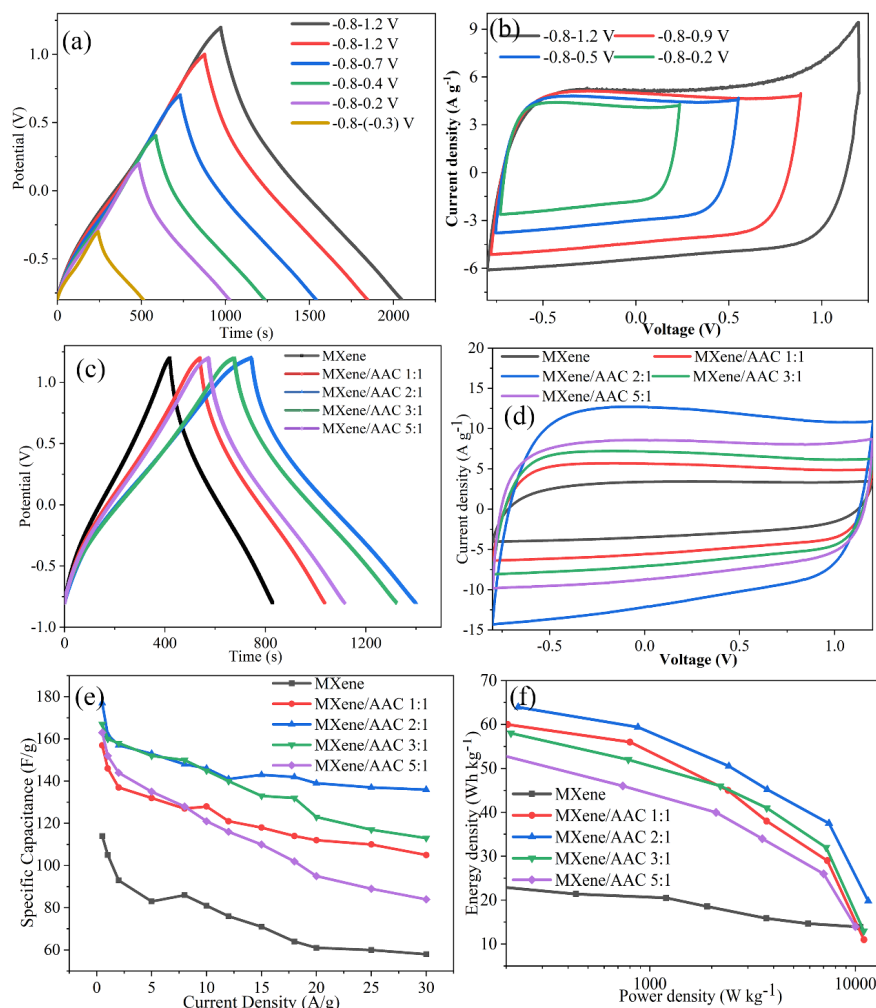 (a)
-0.8-1.2 V
-0.8-1.2 V
-0.8-0.7 V
-0.8-0.4 V
-0.8-0.2 V
-0.8-(-0.3) V
1.0
0.5
0.0
-0.5
Potential (V)
0 500 1000 1500 2000
Time (s)
(b)
-0.8-1.2 V -0.8-0.9 V
-0.8-0.5 V -0.8-0.2 V
9
6
3
0
-3
-6
Current density (A g⁻¹)
-0.5 0.0 0.5 1.0
Voltage (V)
(c)
MXene
MXene/AAC 1:1
MXene/AAC 2:1
MXene/AAC 3:1
MXene/AAC 5:1
1.0
0.5
0.0
-0.5
-1.0
Potential (V)
0 400 800 1200
Time (s)
MXene MXene/AAC 1:1
MXene/AAC 2:1 MXene/AAC 3:1
MXene/AAC 5:1
(d)
25
20
15
10
5
0
-5
-10
-15
Current density (A g⁻¹)
-0.5 0.0 0.5 1.0
Voltage (V)
(e)
MXene
MXene/AAC 1:1
MXene/AAC 2:1
MXene/AAC 3:1
MXene/AAC 5:1
180
160
140
120
100
80
60
Specific Capacitance (F/g)
0 5 10 15 20 25 30
Current Density (A/g)
(f)
MXene
MXene/AAC 1:1
MXene/AAC 2:1
MXene/AAC 3:1
MXene/AAC 5:1
70
60
50
40
30
20
10
Energy density (Wh kg⁻¹)
1000 10000
Power density (W kg⁻¹)